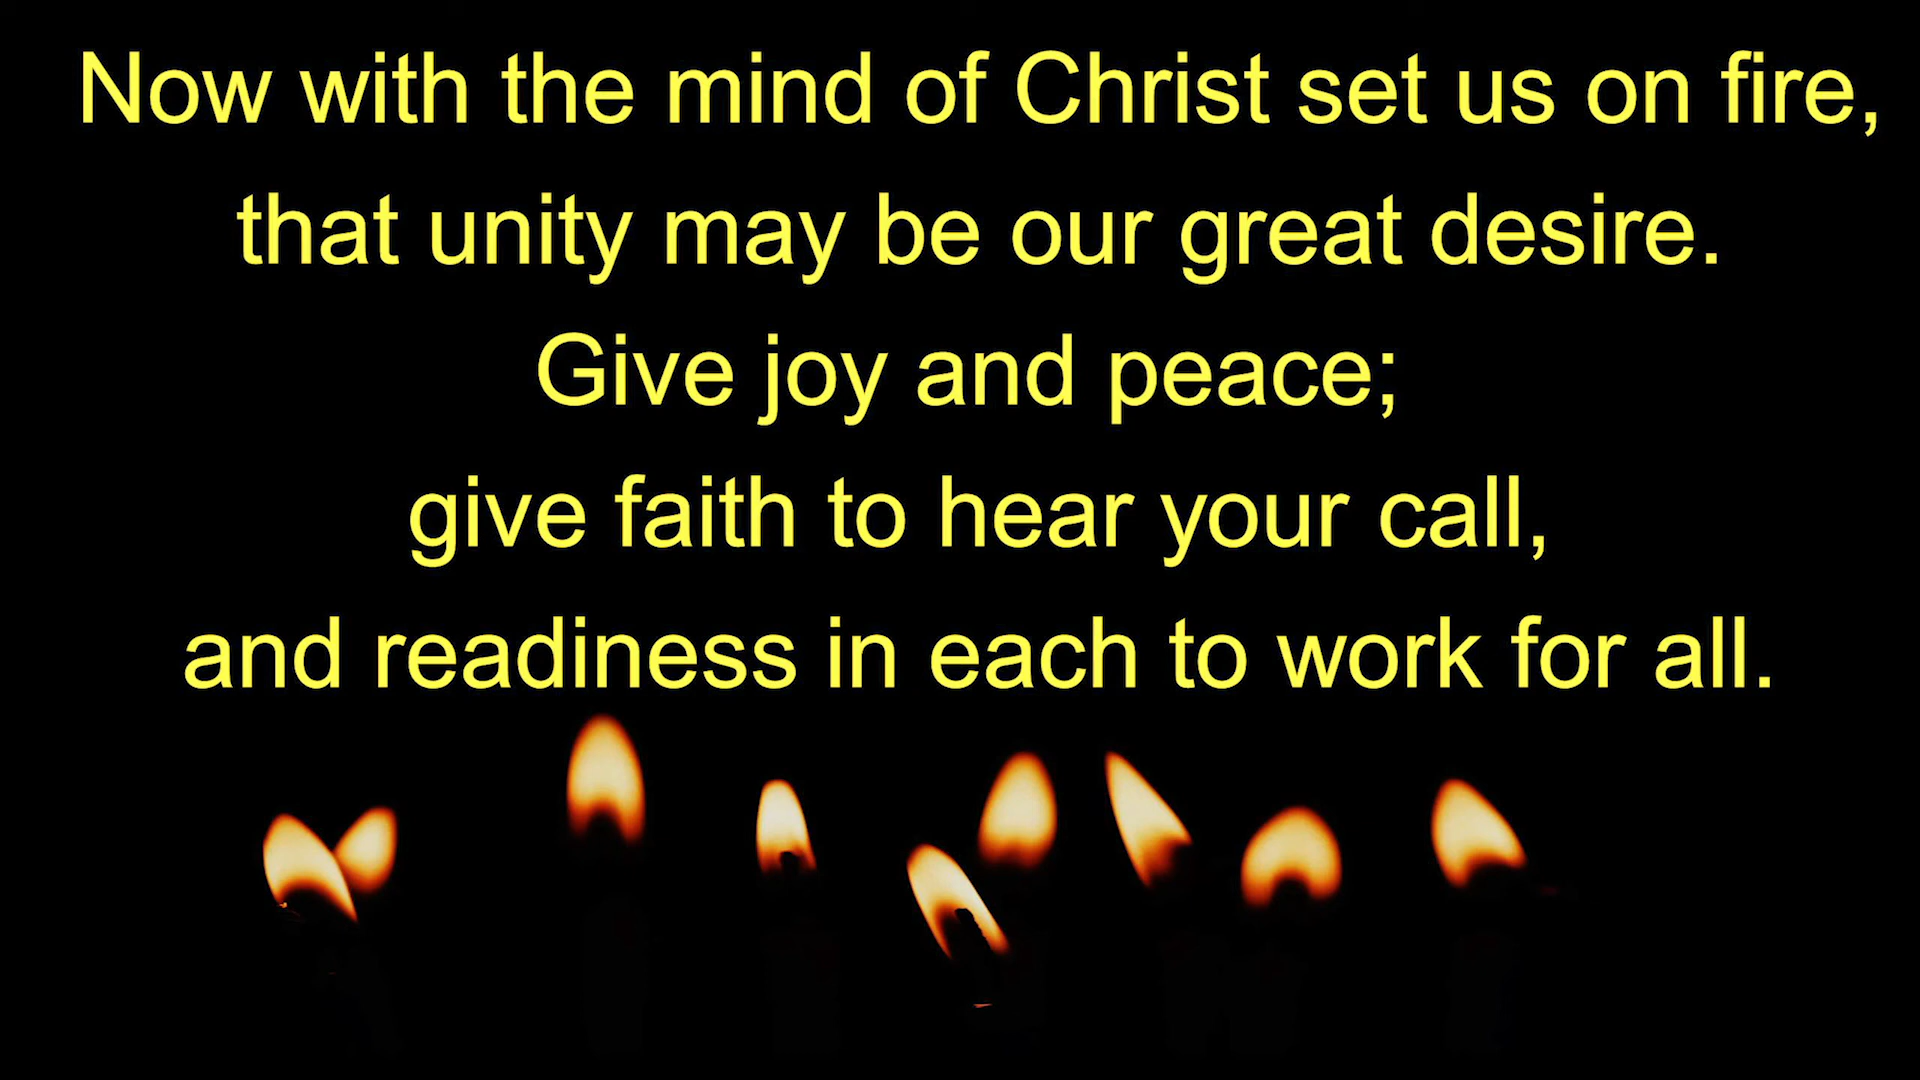 Now with the mind of Christ set us on fire,
that unity may be our great desire.
Give joy and peace;
give faith to hear your call,
and readiness in each to work for all.